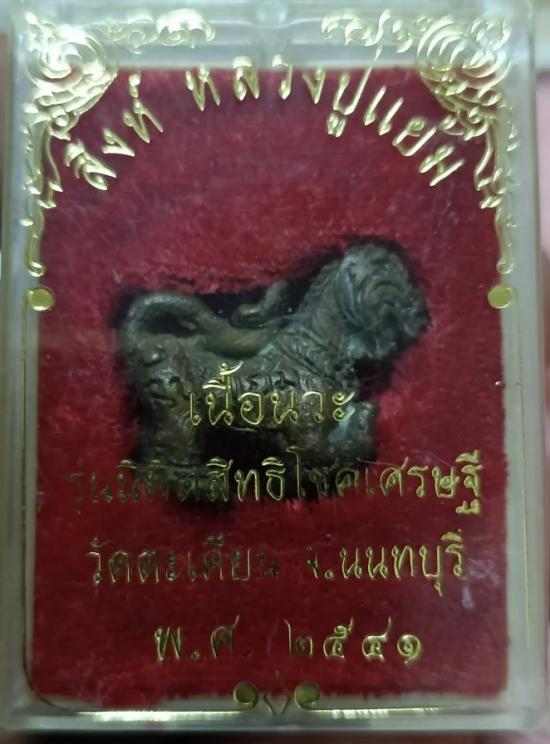 สิงห์ หลวงปู่แย้ม
เนื้อนวะ
รุ่นนิมิตสิทธิโชคเศรษฐี
วัดตะเคียน จ.นนทบุรี
พ.ศ. ๒๕๔๑